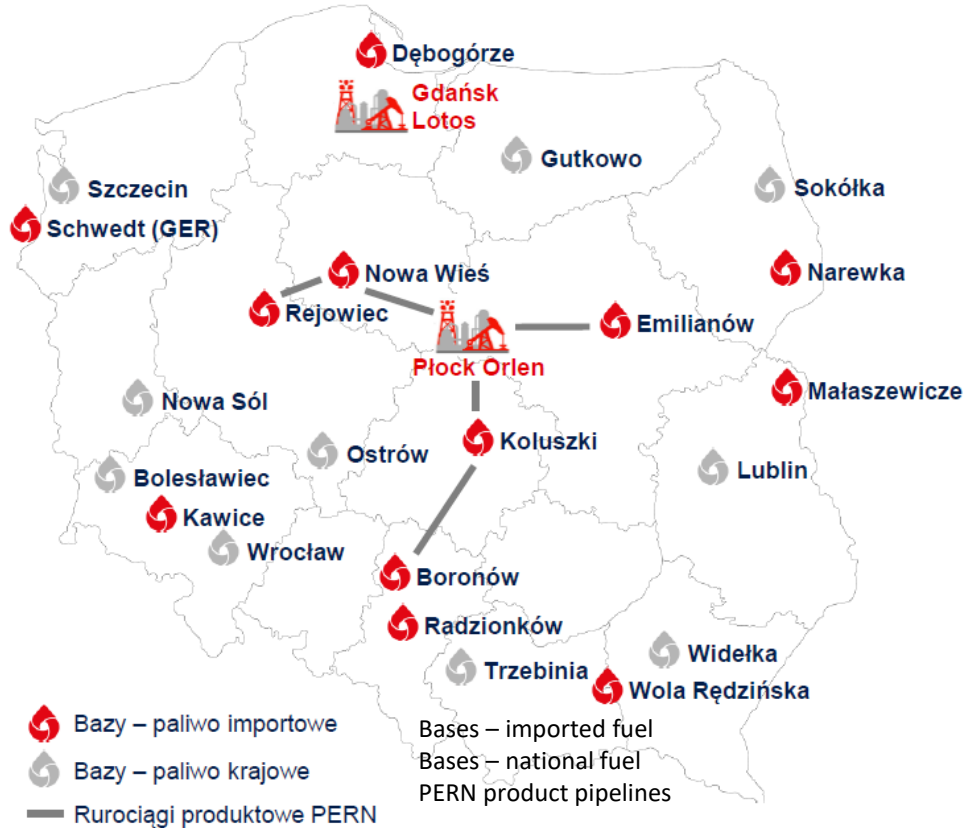 Dębogórze
Gdańsk
Lotos
Gutkowo
Szczecin
Sokółka
Schwedt (GER)
Nowa Wieś
Narewka
Rejowiec
Emilianów
Płock Orlen
Małaszewicze
Nowa Sól
Koluszki
Ostrów
Lublin
Bolesławiec
Kawice
Wrocław
Boronów
Radzionków
Widełka
Trzebinia
Wola Rędzińska
Bazy – paliwo importowe
Bazy – paliwo krajowe
Rurociągi produktowe PERN
Bases – imported fuel
Bases – national fuel
PERN product pipelines